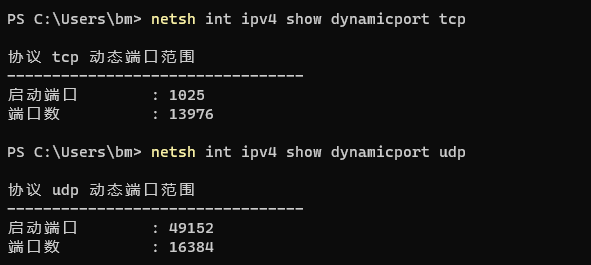 PS C:\Users\bm> netsh int ipv4 show dynamicport tcp
协议 tcp 动态端口范围
---------------------------------
启动端口        : 1025
端口数          : 13976
PS C:\Users\bm> netsh int ipv4 show dynamicport udp
协议 udp 动态端口范围
---------------------------------
启动端口        : 49152
端口数          : 16384